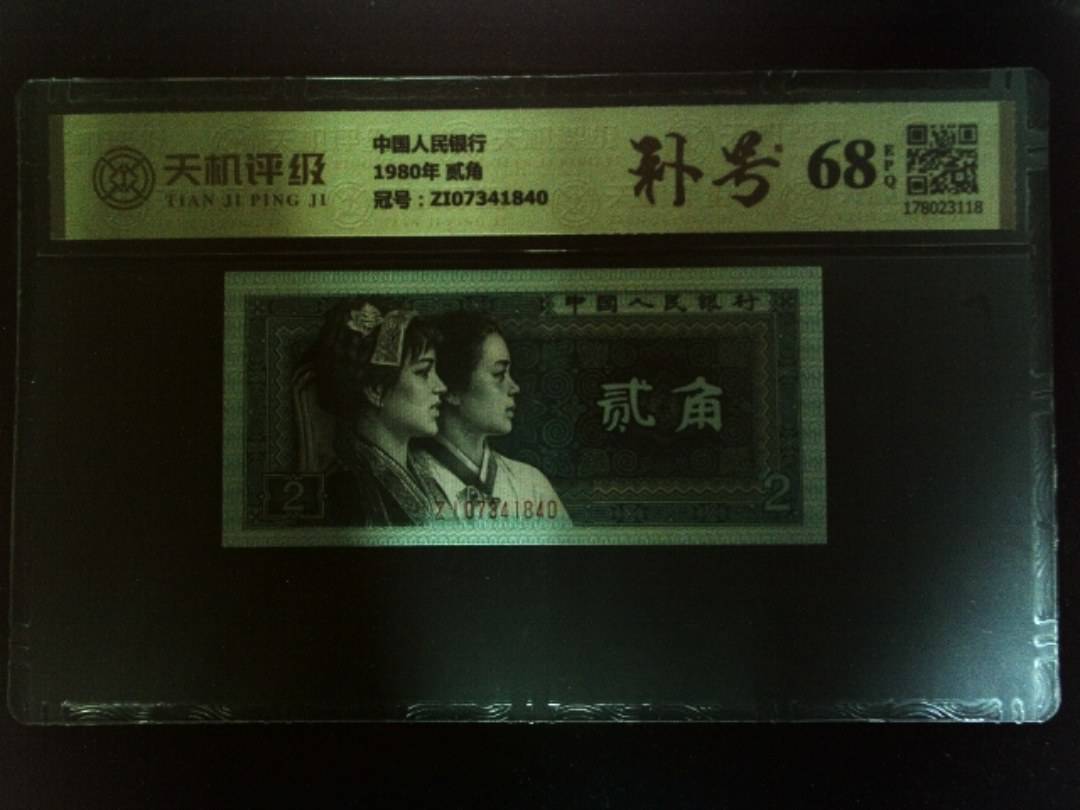 天机评级
TIAN JI PING JI
中国人民银行
1980年 贰角
冠号：ZI07341840
补号
68
EPQ
178023118
中国人民银行
贰角
2
2
ZI07341840